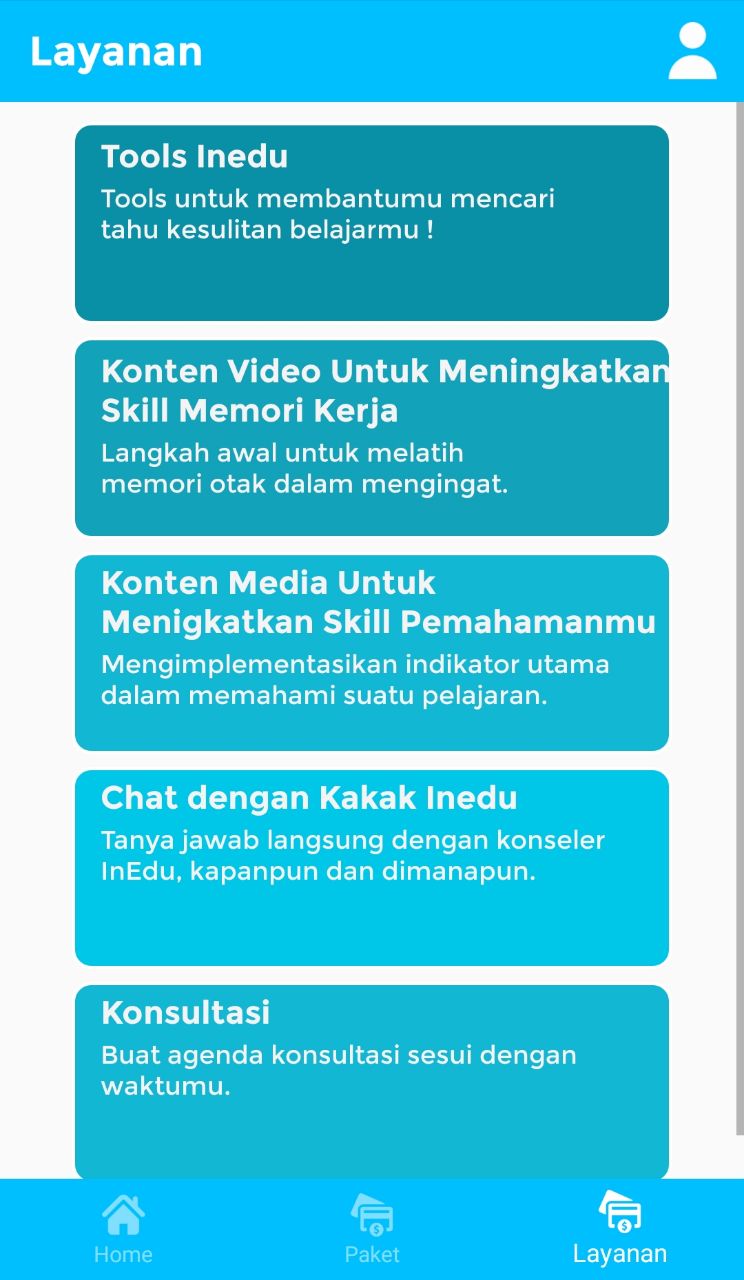 Layanan
Tools Inedu
Tools untuk membantumu mencari
tahu kesulitan belajarmu !
Konten Video Untuk Meningkatkan
Skill Memori Kerja
Langkah awal untuk melatih
memori otak dalam mengingat.
Konten Media Untuk
Menigkatkan Skill Pemahamanmu
Mengimplementasikan indikator utama
dalam memahami suatu pelajaran.
Chat dengan Kakak Inedu
Tanya jawab langsung dengan konseler
InEdu, kapanpun dan dimanapun.
Konsultasi
Buat agenda konsultasi sesui dengan
waktumu.
Home
Paket
Layanan